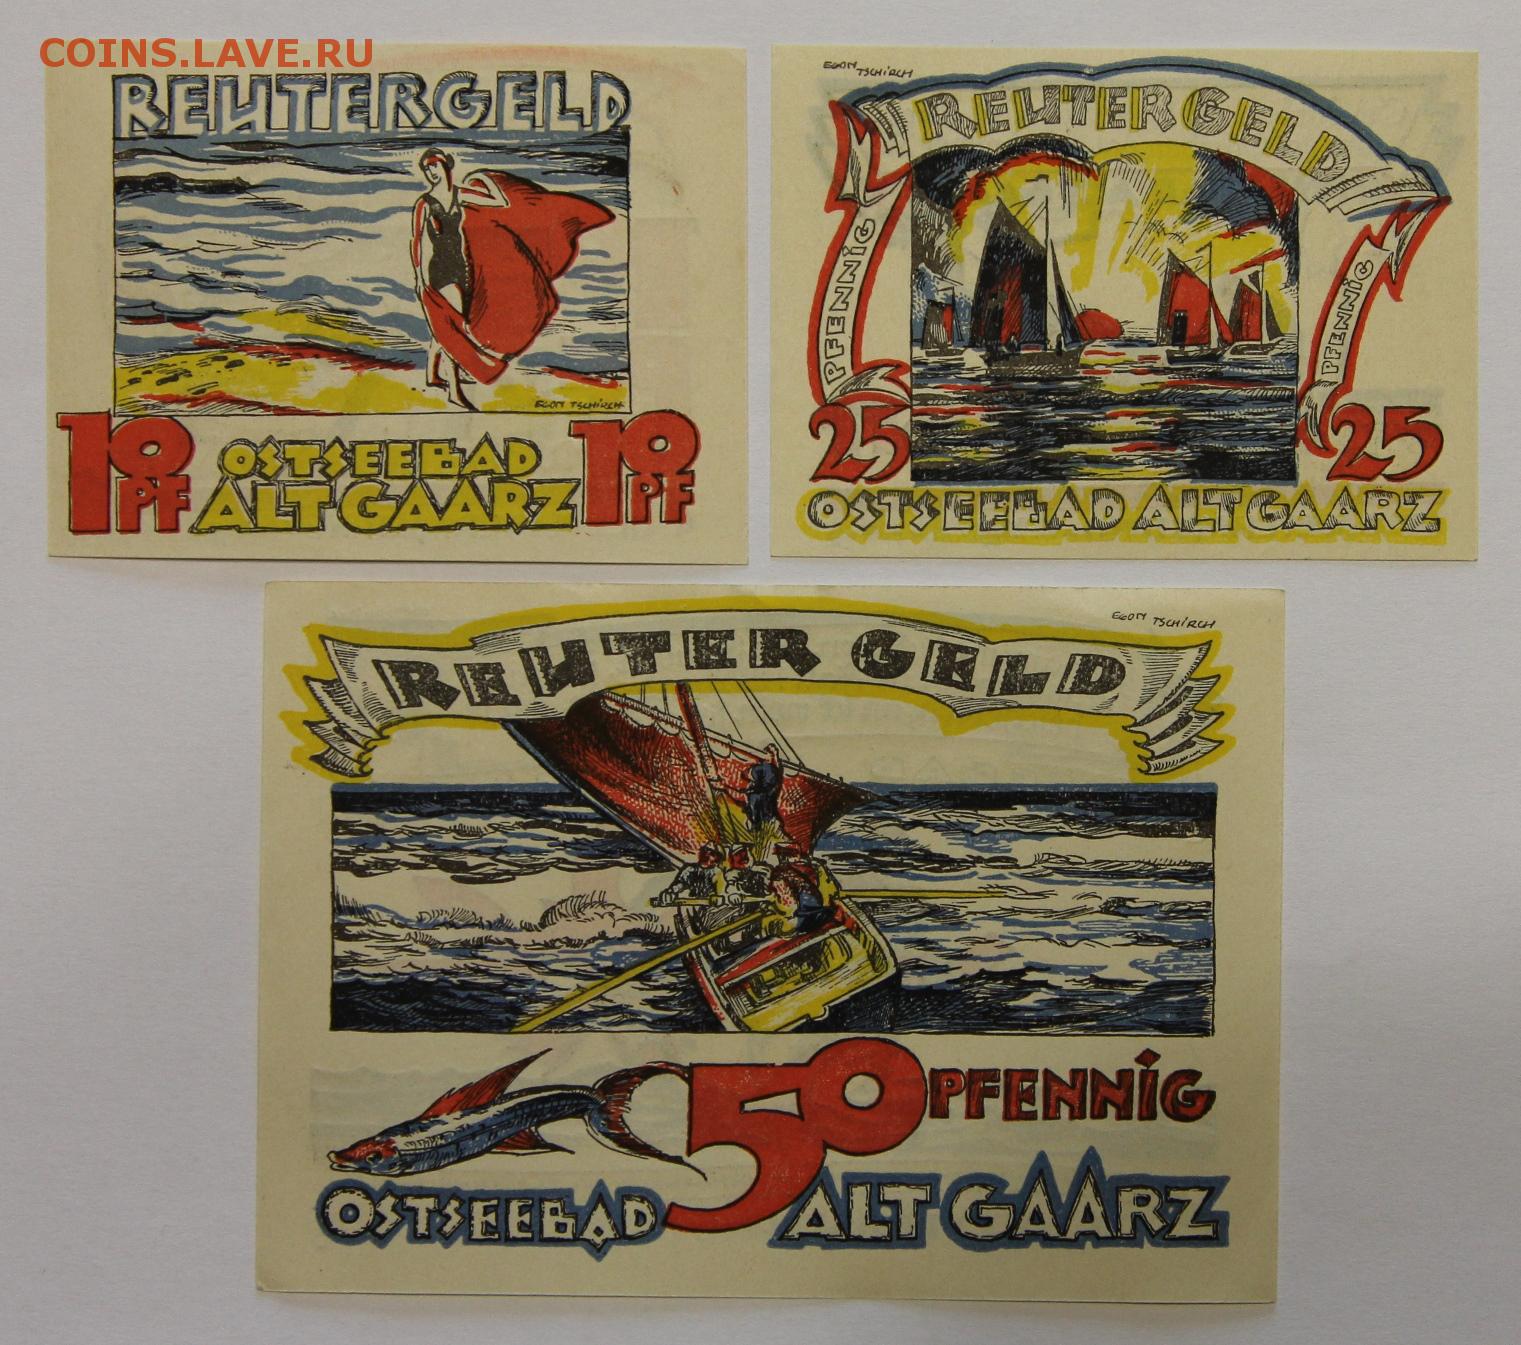 COINS.LAVE.RU
REUTERGELD
EGON TSCHIRCH
10 PF
OSTSEEBAD
ALT GAARZ
10 PF
EGON TSCHIRCH
REUTERGELD
PFENNIG
PFENNIG
25
25
OSTSEEBAD ALT GAARZ
EGON TSCHIRCH
REUTER GELD
50 PFENNIG
OSTSEEBAD ALT GAARZ